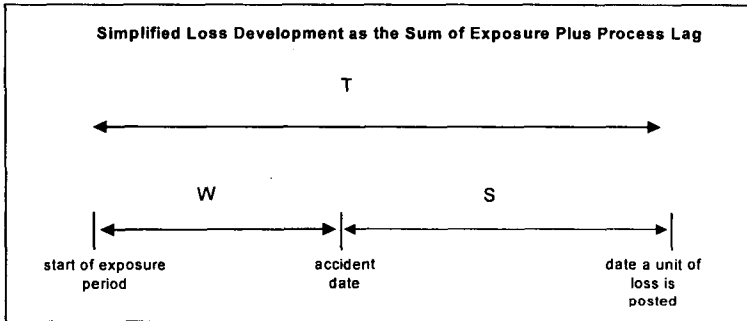 Simplified Loss Development as the Sum of Exposure Plus Process Lag
T
W S
start of exposure accident date a unit of
period date loss is
posted